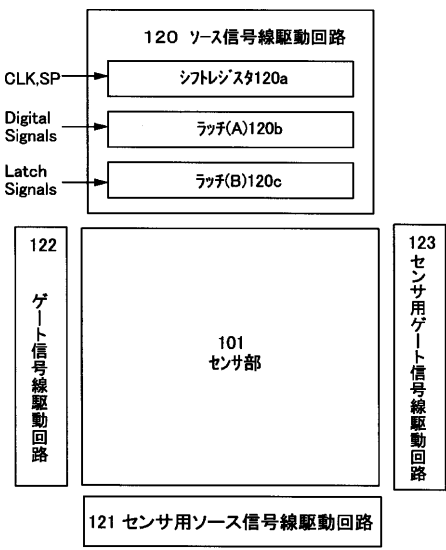 120 ソース信号線駆動回路
CLK,SP
シフトレジスタ120a
Digital
Signals
ラッチ(A)120b
Latch
Signals
ラッチ(B)120c
122
ゲート信号線駆動回路
101
センサ部
123
センサ用ゲート信号線駆動回路
121 センサ用ソース信号線駆動回路